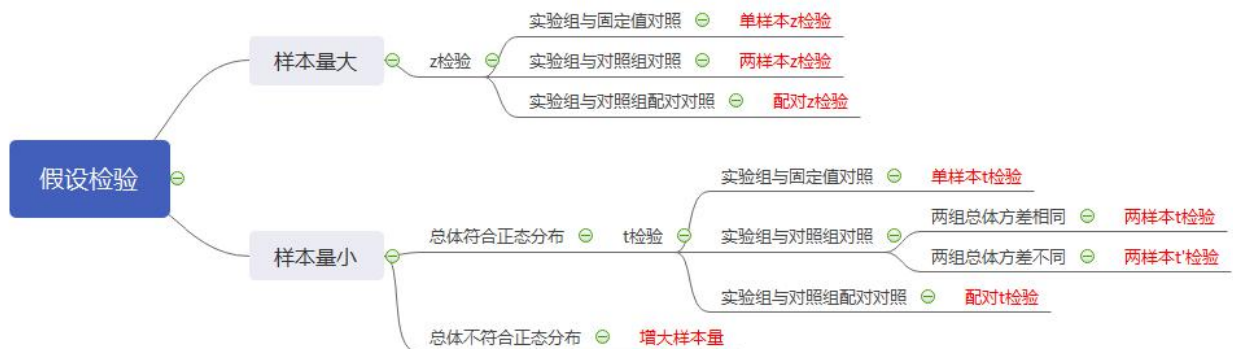 假设检验
样本量大
z检验
实验组与固定值对照
单样本z检验
实验组与对照组对照
两样本z检验
实验组与对照组配对对照
配对z检验
样本量小
总体符合正态分布
t检验
实验组与固定值对照
单样本t检验
实验组与对照组对照
两组总体方差相同
两样本t检验
两组总体方差不同
两样本t'检验
实验组与对照组配对对照
配对t检验
总体不符合正态分布
增大样本量